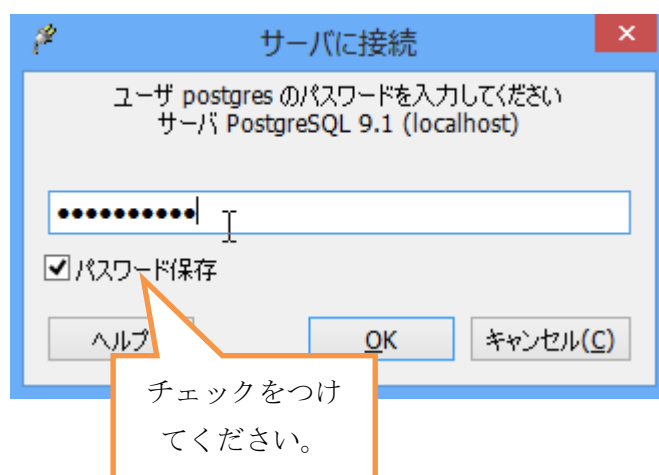 サーバに接続
ユーザ postgres のパスワードを入力してください
サーバ PostgreSQL 9.1 (localhost)
••••••••••
パスワード保存
ヘルプ
OK
キャンセル(C)
チェックをつけ
てください。